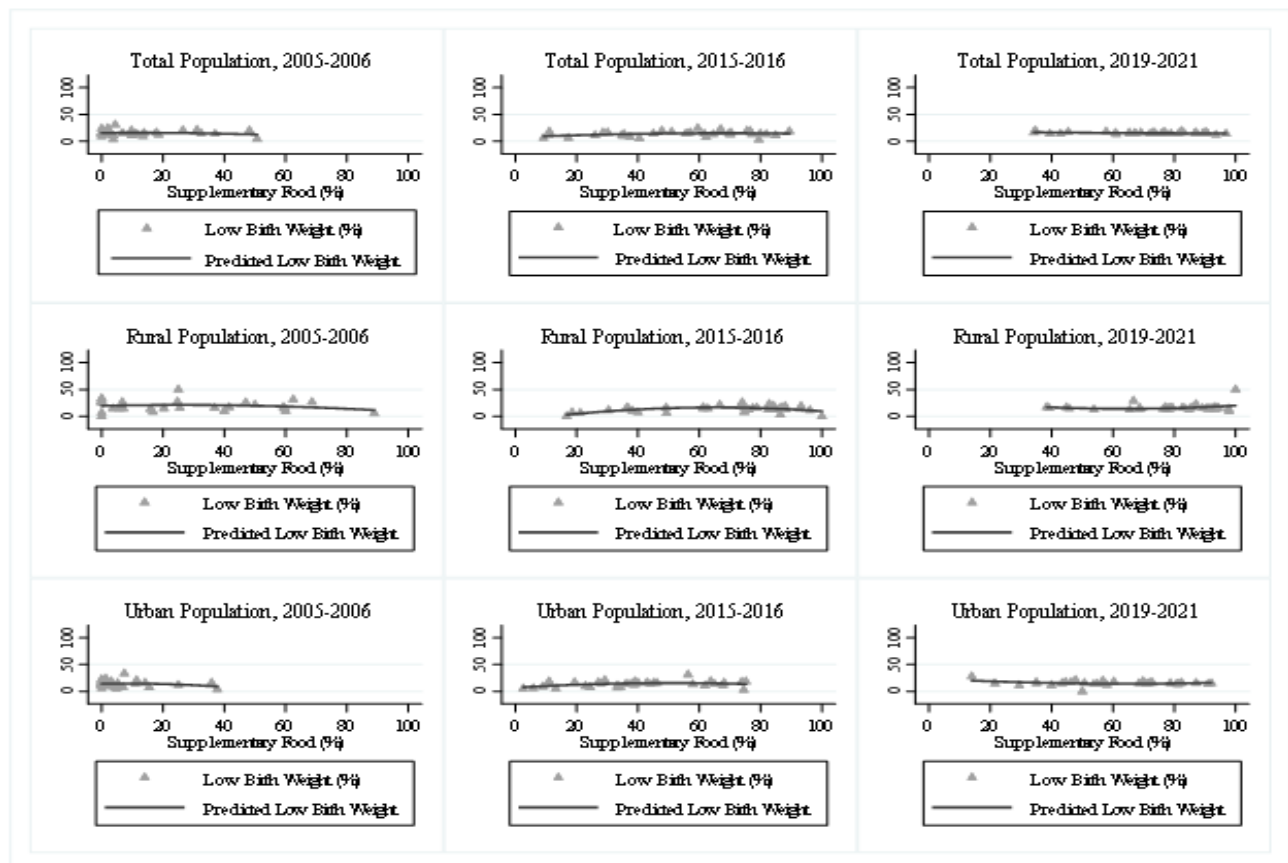 Total Population, 2005-2006
100
50
0
0 20 40 60 80 100
Supplementary Food (%)
Low Birth Weight (%)
Predicted Low Birth Weight
Total Population, 2015-2016
100
50
0
0 20 40 60 80 100
Supplementary Food (%)
Low Birth Weight (%)
Predicted Low Birth Weight
Total Population, 2019-2021
100
50
0
0 20 40 60 80 100
Supplementary Food (%)
Low Birth Weight (%)
Predicted Low Birth Weight
Rural Population, 2005-2006
100
50
0
0 20 40 60 80 100
Supplementary Food (%)
Low Birth Weight (%)
Predicted Low Birth Weight
Rural Population, 2015-2016
100
50
0
0 20 40 60 80 100
Supplementary Food (%)
Low Birth Weight (%)
Predicted Low Birth Weight
Rural Population, 2019-2021
100
50
0
0 20 40 60 80 100
Supplementary Food (%)
Low Birth Weight (%)
Predicted Low Birth Weight
Urban Population, 2005-2006
100
50
0
0 20 40 60 80 100
Supplementary Food (%)
Low Birth Weight (%)
Predicted Low Birth Weight
Urban Population, 2015-2016
100
50
0
0 20 40 60 80 100
Supplementary Food (%)
Low Birth Weight (%)
Predicted Low Birth Weight
Urban Population, 2019-2021
100
50
0
0 20 40 60 80 100
Supplementary Food (%)
Low Birth Weight (%)
Predicted Low Birth Weight